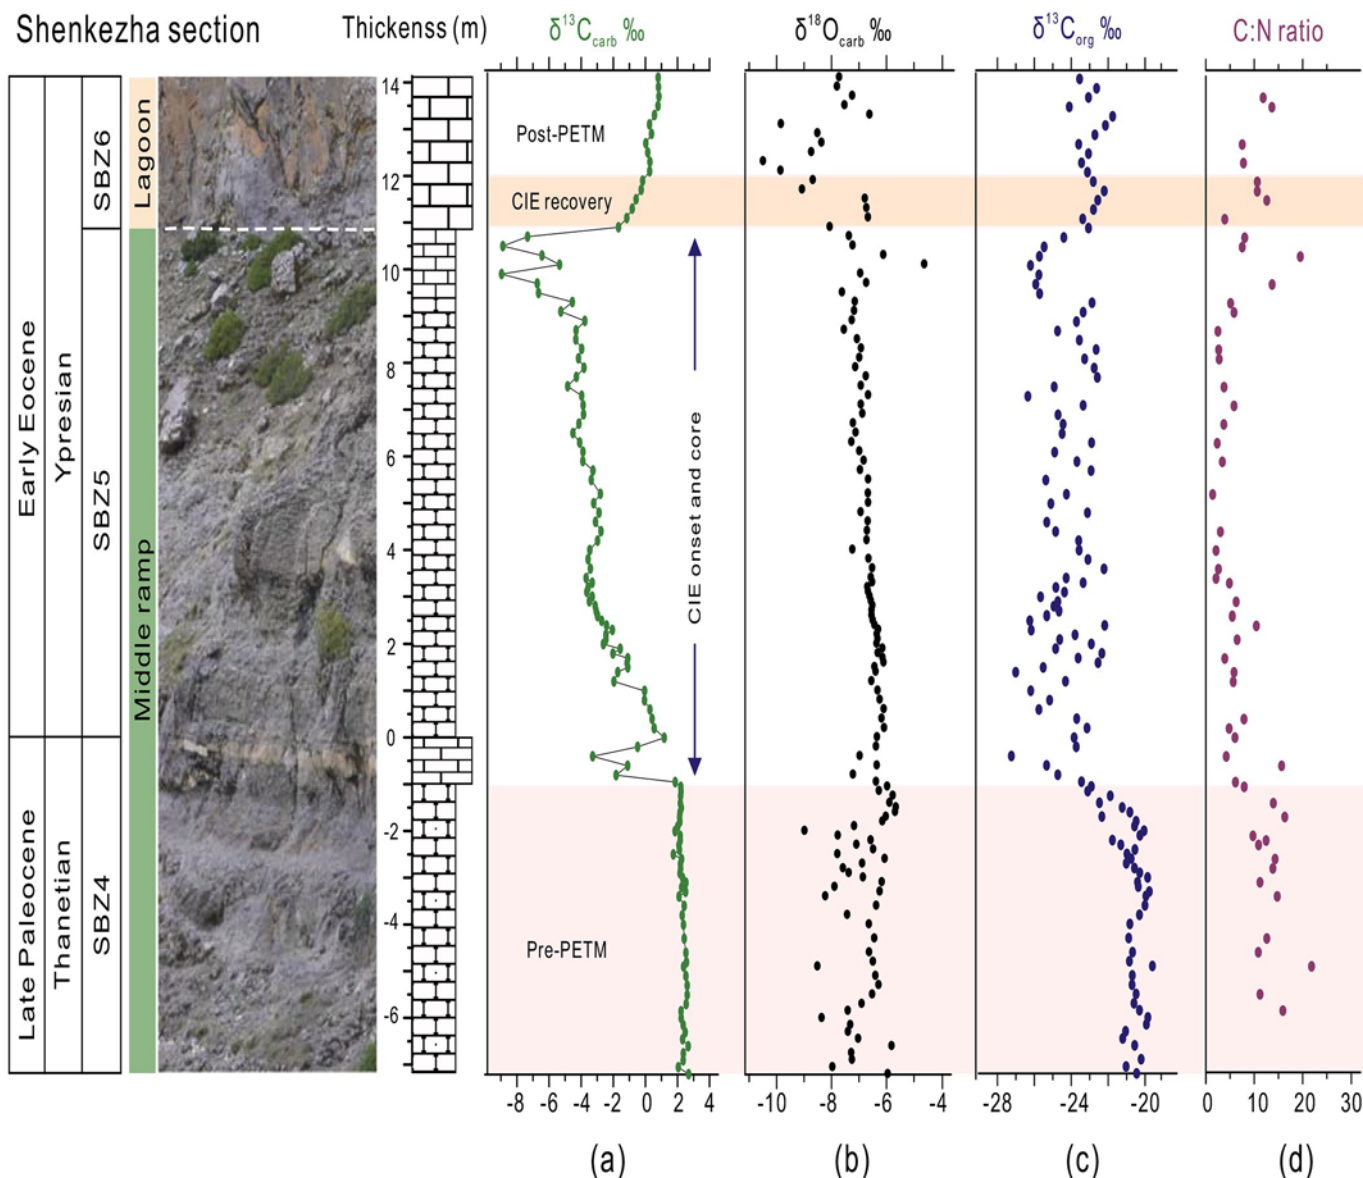 Shenkezha section
Thickenss (m)
δ¹³Ccarb ‰
δ¹⁸Ocarb ‰
δ¹³Corg ‰
C:N ratio
Early Eocene
Late Paleocene
Ypresian
Thanetian
SBZ6
SBZ5
SBZ4
Lagoon
Middle ramp
14
12
10
8
6
4
2
0
-2
-4
-6
Post-PETM
CIE recovery
CIE onset and core
Pre-PETM
-8 -6 -4 -2 0 2 4
-10 -8 -6 -4
-28 -24 -20
0 10 20 30
(a) (b) (c) (d)